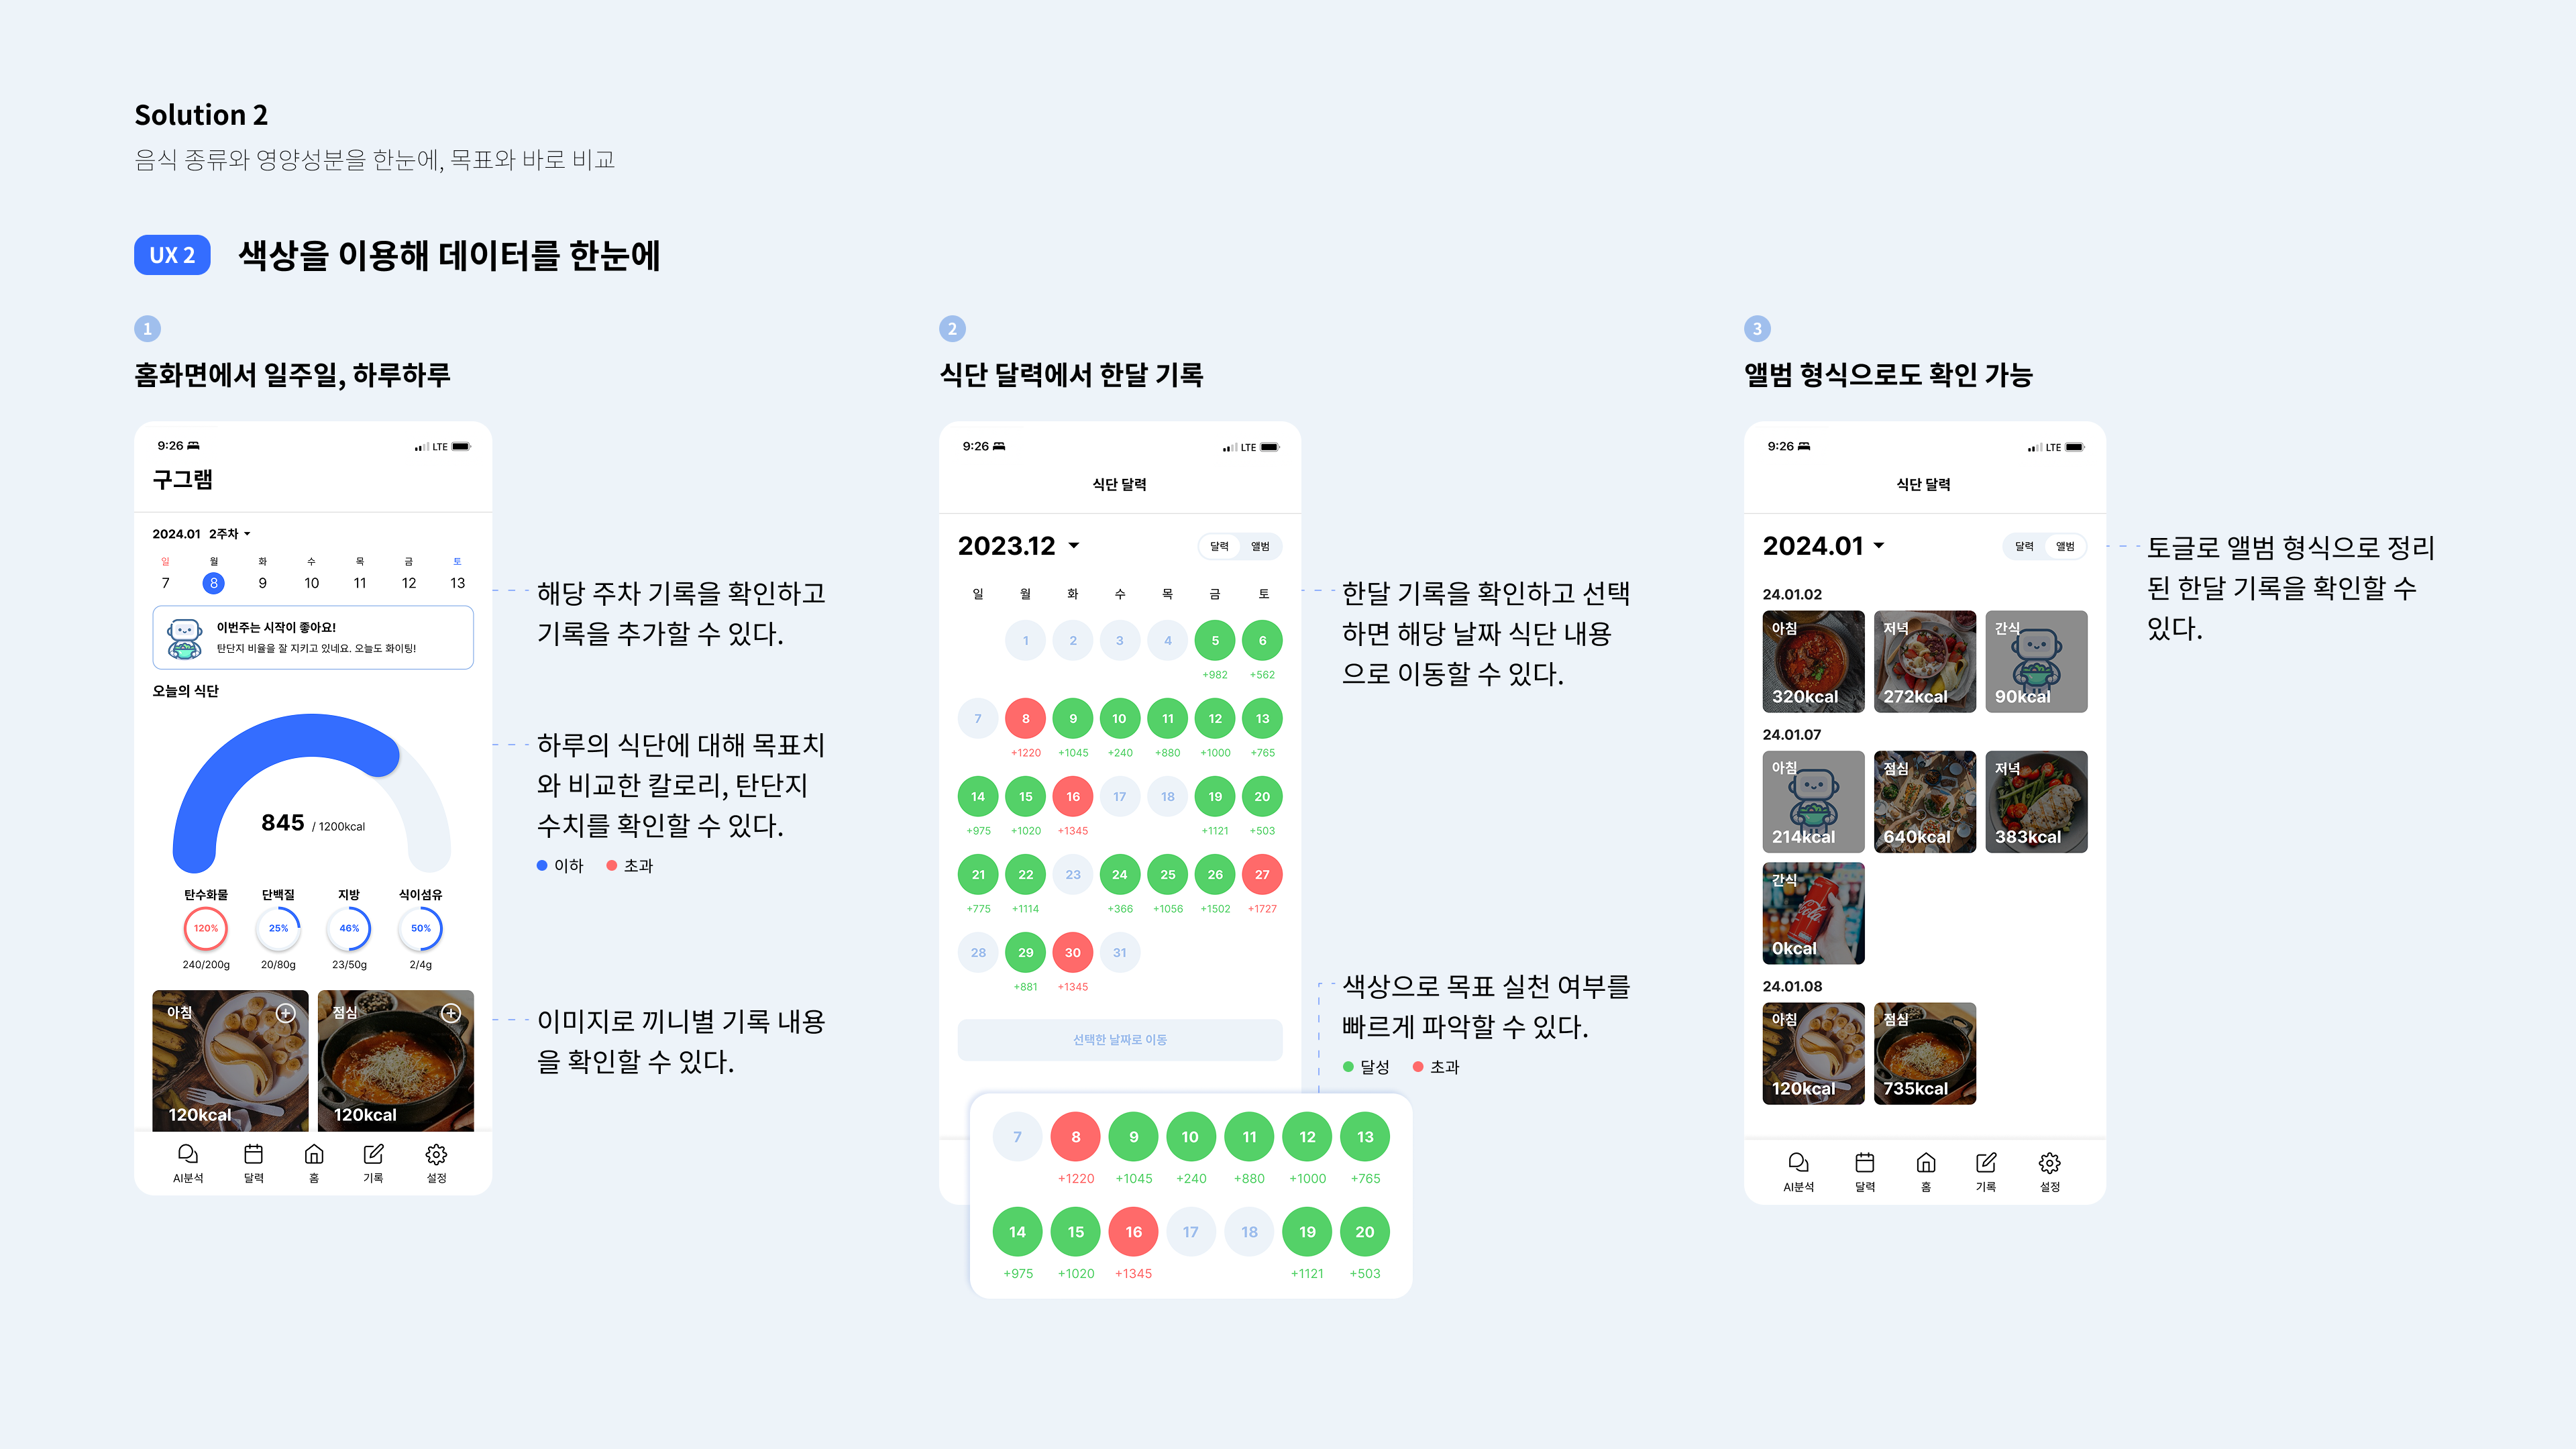 Solution 2
음식 종류와 영양성분을 한눈에, 목표와 바로 비교
UX 2 색상을 이용해 데이터를 한눈에
1
홈화면에서 일주일, 하루하루
9:26 LTE
구그램
2024.01 2주차
일 월 화 수 목 금 토
7 8 9 10 11 12 13
이번주는 시작이 좋아요!
탄단지 비율을 잘 지키고 있네요. 오늘도 화이팅!
오늘의 식단
845 / 1200kcal
탄수화물 단백질 지방 식이섬유
120% 25% 46% 50%
240/200g 20/80g 23/50g 2/4g
아침 점심
120kcal 120kcal
AI분석 달력 홈 기록 설정
해당 주차 기록을 확인하고
기록을 추가할 수 있다.
하루의 식단에 대해 목표치
와 비교한 칼로리, 탄단지
수치를 확인할 수 있다.
이하 초과
이미지로 끼니별 기록 내용
을 확인할 수 있다.
2
식단 달력에서 한달 기록
9:26 LTE
식단 달력
2023.12 달력 앨범
일 월 화 수 목 금 토
1 2 3 4 5 6
+982 +562
7 8 9 10 11 12 13
+1220 +1045 +240 +880 +1000 +765
14 15 16 17 18 19 20
+975 +1020 +1345 +1121 +503
21 22 23 24 25 26 27
+775 +1114 +366 +1056 +1502 +1727
28 29 30 31
+881 +1345
선택한 날짜로 이동
7 8 9 10 11 12 13
+1220 +1045 +240 +880 +1000 +765
14 15 16 17 18 19 20
+975 +1020 +1345 +1121 +503
한달 기록을 확인하고 선택
하면 해당 날짜 식단 내용
으로 이동할 수 있다.
색상으로 목표 실천 여부를
빠르게 파악할 수 있다.
달성 초과
3
앨범 형식으로도 확인 가능
9:26 LTE
식단 달력
2024.01 달력 앨범
24.01.02
아침 저녁 간식
320kcal 272kcal 90kcal
24.01.07
아침 점심 저녁
214kcal 640kcal 383kcal
간식
0kcal
24.01.08
아침 점심
120kcal 735kcal
AI분석 달력 홈 기록 설정
토글로 앨범 형식으로 정리
된 한달 기록을 확인할 수
있다.